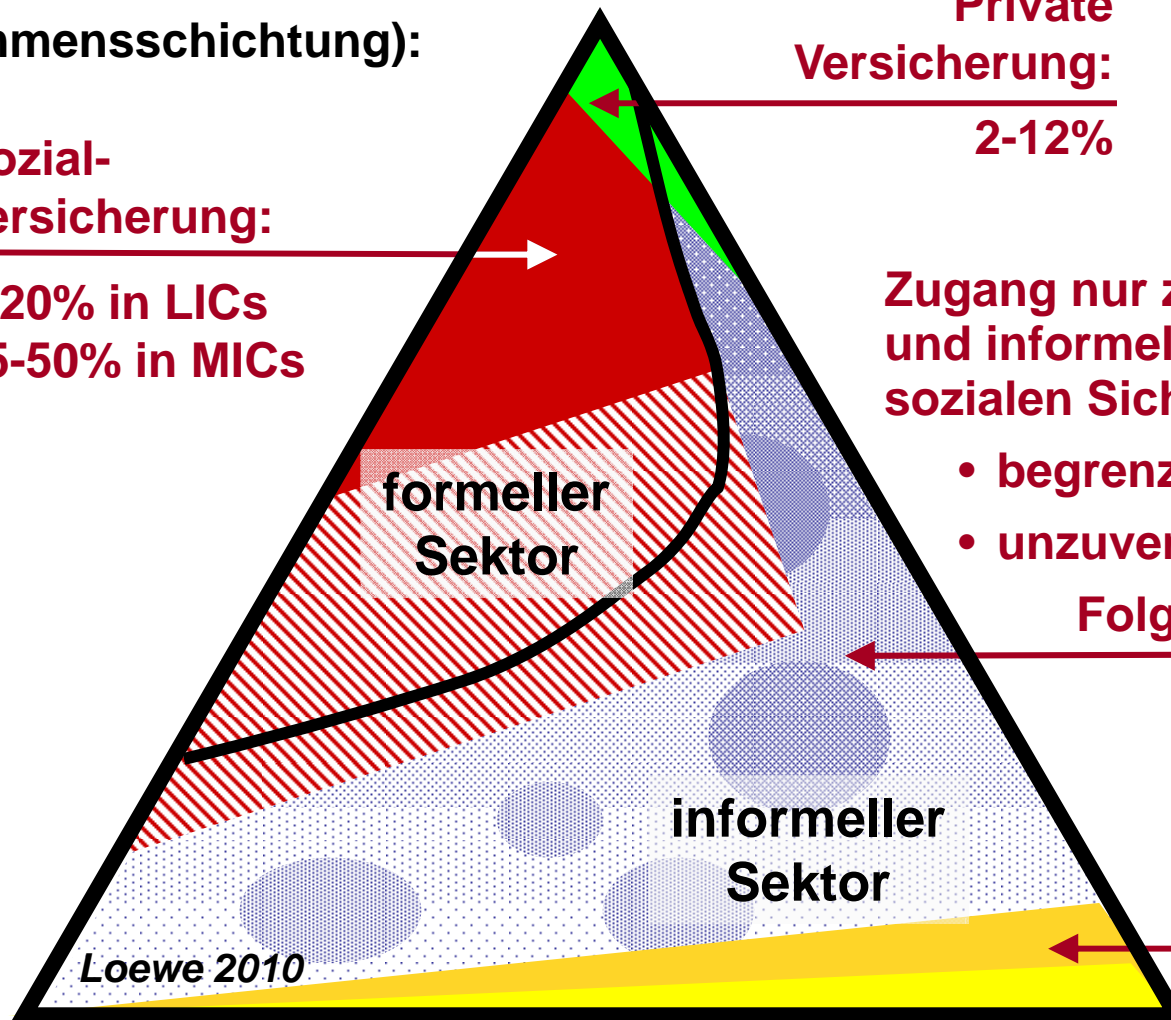 mmensschichtung):
Private
Versicherung:
2-12%
ozial-
ersicherung:
20% in LICs
5-50% in MICs
Zugang nur z
und informel
sozialen Sich
• begrenz
• unzuver
Folg
formeller
Sektor
informeller
Sektor
Loewe 2010